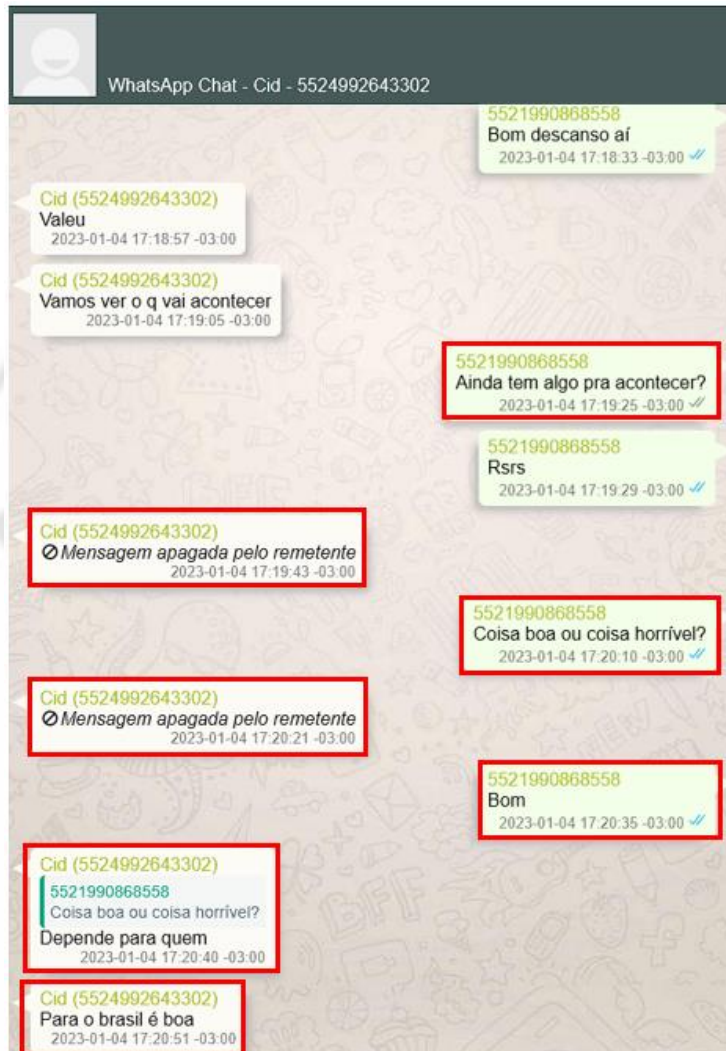 WhatsApp Chat - Cid - 5524992643302
5521990868558
Bom descanso aí
2023-01-04 17:18:33 -03:00
Cid (5524992643302)
Valeu
2023-01-04 17:18:57 -03:00
Cid (5524992643302)
Vamos ver o q vai acontecer
2023-01-04 17:19:05 -03:00
5521990868558
Ainda tem algo pra acontecer?
2023-01-04 17:19:25 -03:00
5521990868558
Rsrs
2023-01-04 17:19:29 -03:00
Cid (5524992643302)
Mensagem apagada pelo remetente
2023-01-04 17:19:43 -03:00
5521990868558
Coisa boa ou coisa horrível?
2023-01-04 17:20:10 -03:00
Cid (5524992643302)
Mensagem apagada pelo remetente
2023-01-04 17:20:21 -03:00
5521990868558
Bom
2023-01-04 17:20:35 -03:00
Cid (5524992643302)
5521990868558
Coisa boa ou coisa horrível?
Depende para quem
2023-01-04 17:20:40 -03:00
Cid (5524992643302)
Para o brasil é boa
2023-01-04 17:20:51 -03:00